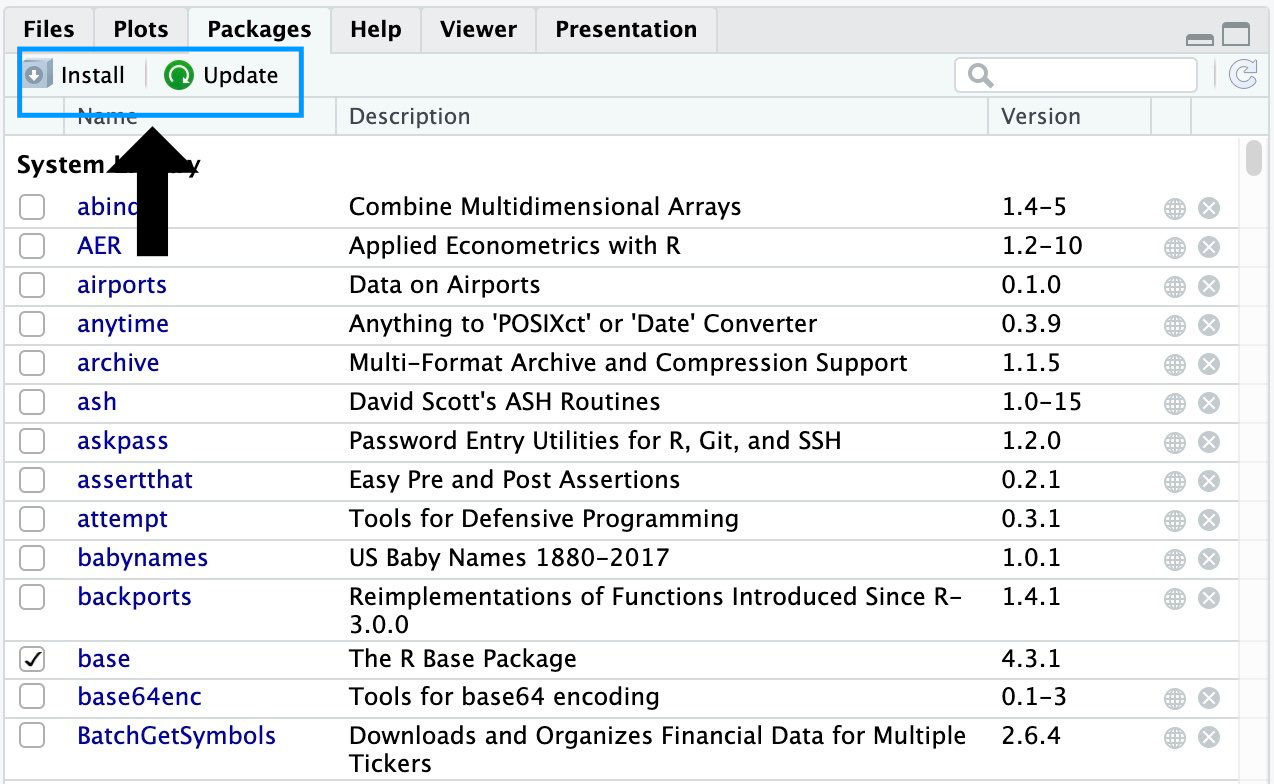 Files Plots Packages Help Viewer Presentation
Install Update
Name Description Version
System
abind Combine Multidimensional Arrays 1.4-5
AER Applied Econometrics with R 1.2-10
airports Data on Airports 0.1.0
anytime Anything to 'POSIXct' or 'Date' Converter 0.3.9
archive Multi-Format Archive and Compression Support 1.1.5
ash David Scott's ASH Routines 1.0-15
askpass Password Entry Utilities for R, Git, and SSH 1.2.0
assertthat Easy Pre and Post Assertions 0.2.1
attempt Tools for Defensive Programming 0.3.1
babynames US Baby Names 1880-2017 1.0.1
backports Reimplementations of Functions Introduced Since R- 1.4.1
3.0.0
base The R Base Package 4.3.1
base64enc Tools for base64 encoding 0.1-3
BatchGetSymbols Downloads and Organizes Financial Data for Multiple 2.6.4
Tickers